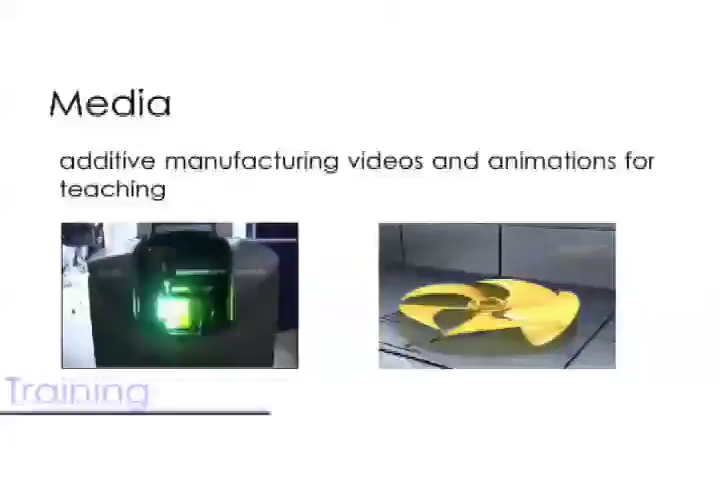 Media
additive manufacturing videos and animations for
teaching
Training